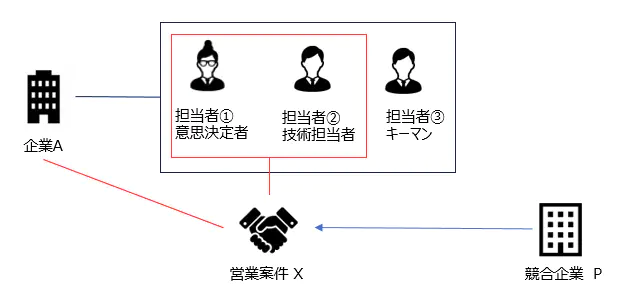 担当者①
意思決定者
担当者②
技術担当者
担当者③
キーマン
企業A
営業案件 X
競合企業 P